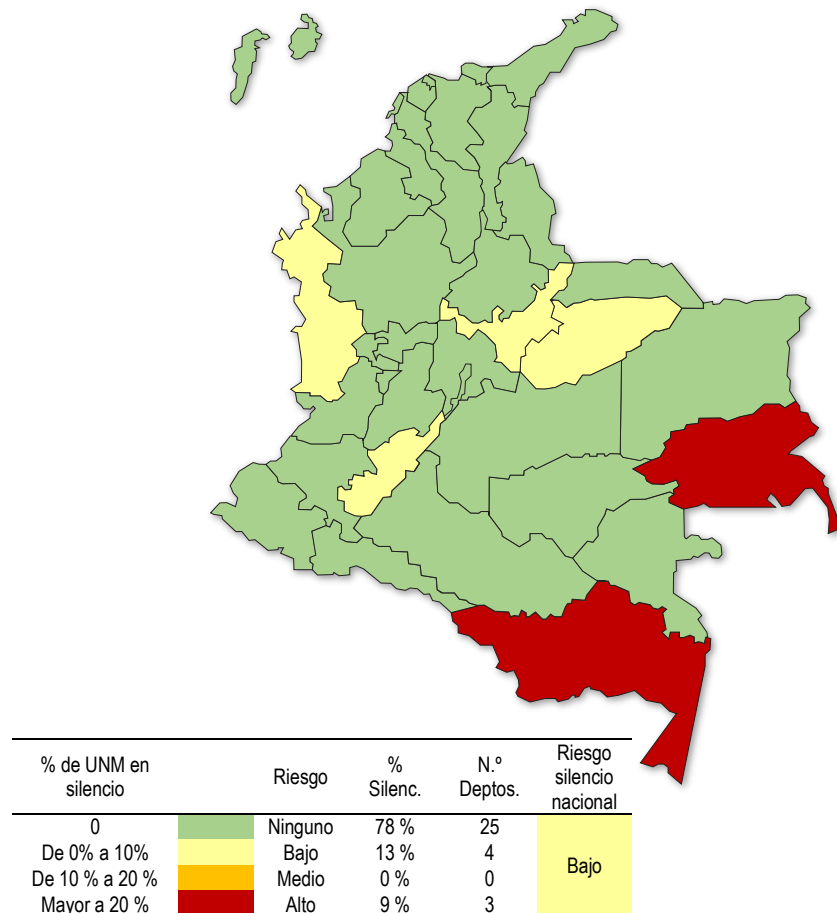 % de UNM en silencio | | Riesgo | % Silenc. | N.º Deptos. | Riesgo silencio nacional
0 | | Ninguno | 78 % | 25 | Bajo
De 0% a 10% | | Bajo | 13 % | 4
De 10 % a 20 % | | Medio | 0 % | 0
Mayor a 20 % | | Alto | 9 % | 3